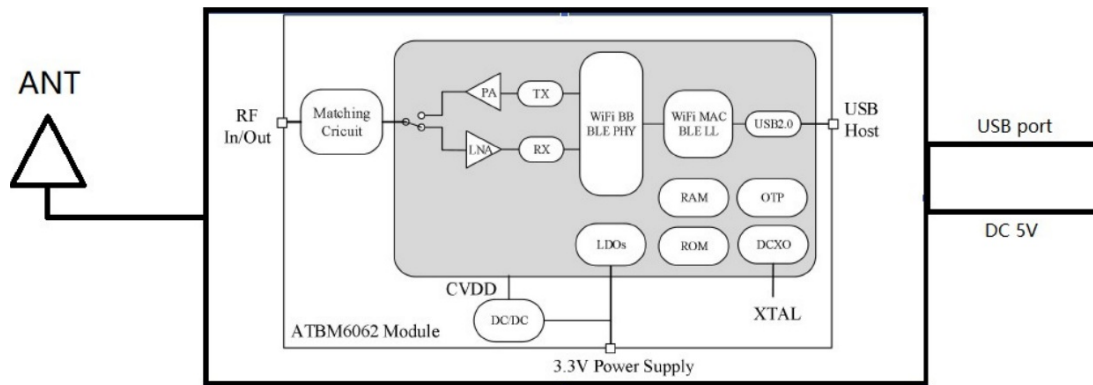 ANT
RF
In/Out
Matching
Cricuit
PA
TX
LNA
RX
WiFi BB
BLE PHY
WiFi MAC
BLE LL
USB2.0
USB
Host
USB port
DC 5V
RAM
OTP
LDOs
ROM
DCXO
CVDD
DC/DC
XTAL
ATBM6062 Module
3.3V Power Supply